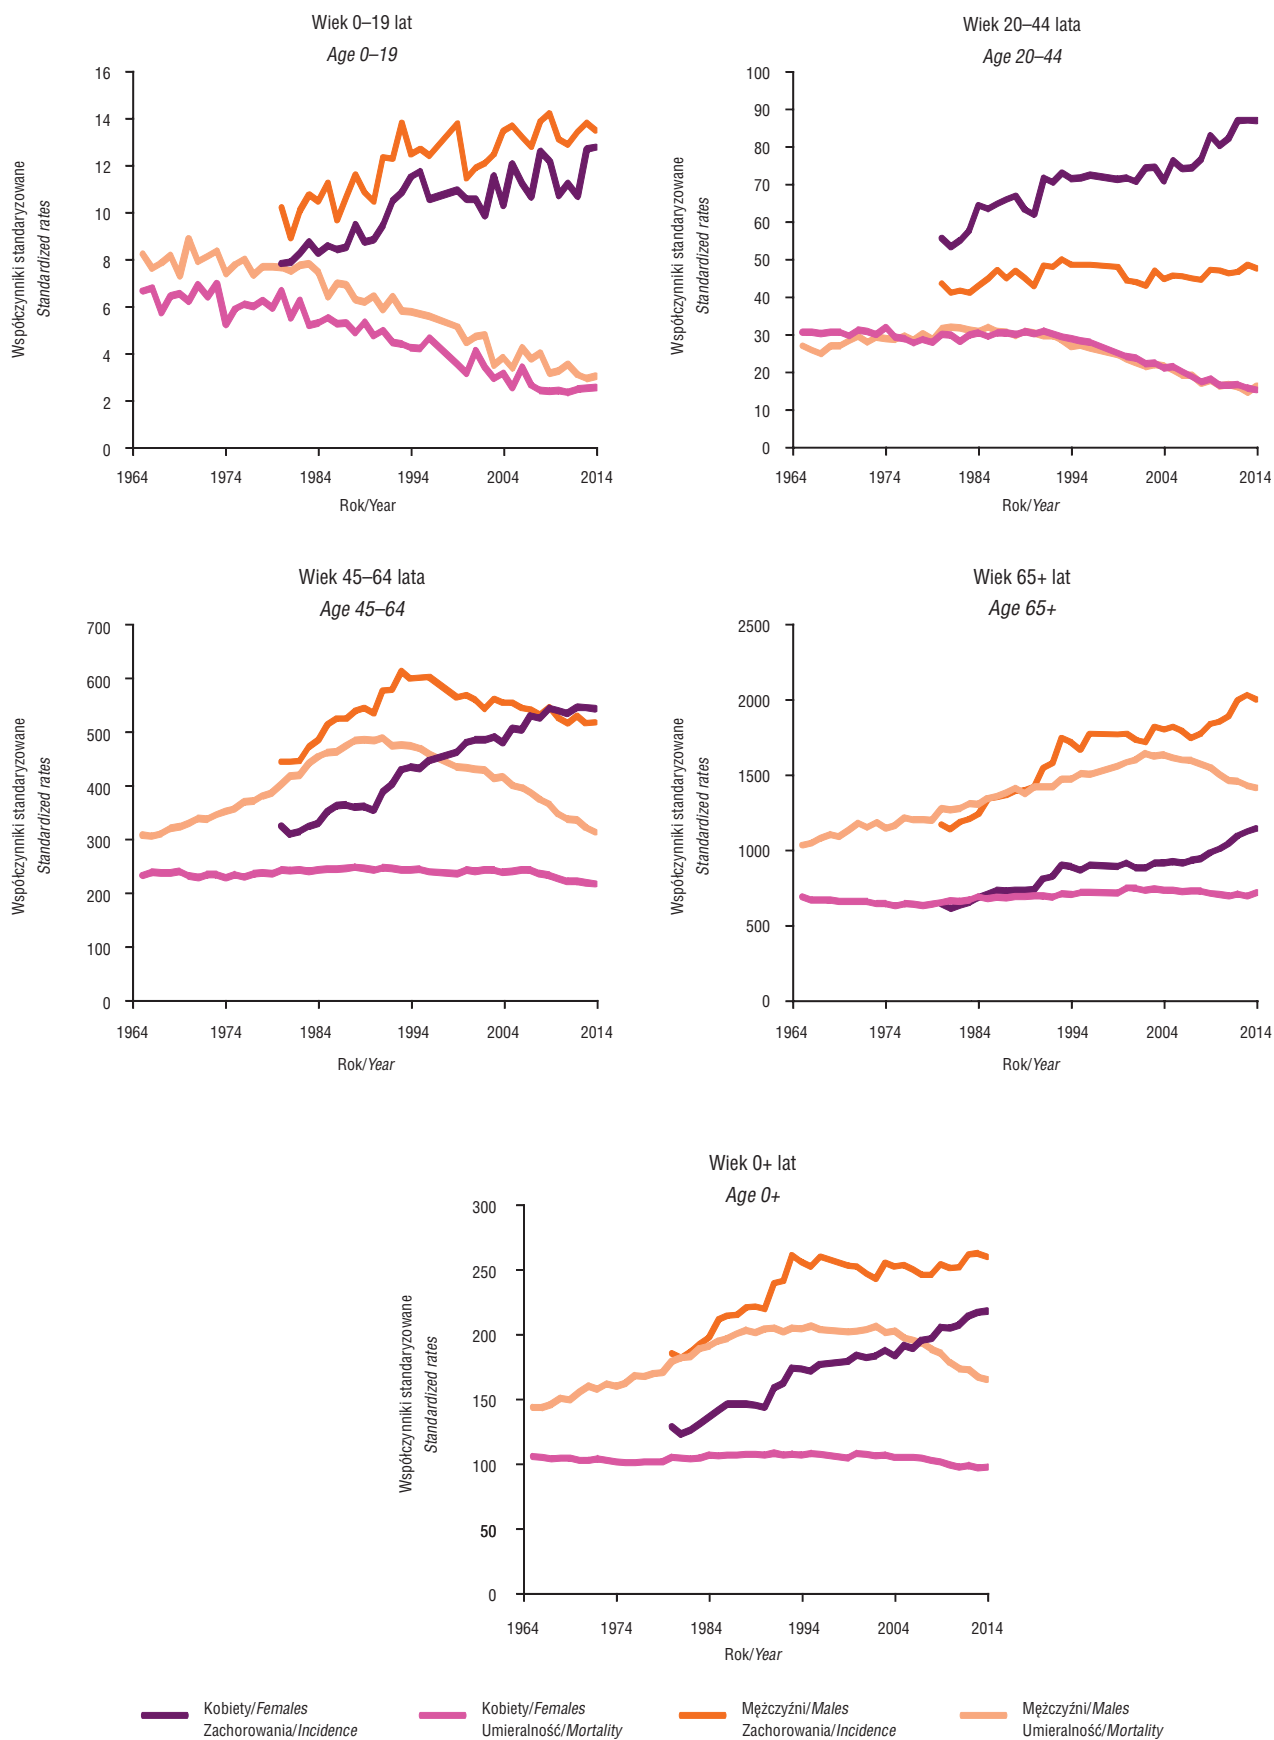 Wiek 0–19 lat
Age 0–19
Współczynniki standaryzowane
Standardized rates
16
14
12
10
8
6
4
2
0
1964
1974
1984
1994
2004
2014
Rok/Year
Wiek 20–44 lata
Age 20–44
Współczynniki standaryzowane
Standardized rates
100
90
80
70
60
50
40
30
20
10
0
1964
1974
1984
1994
2004
2014
Rok/Year
Wiek 45–64 lata
Age 45–64
Współczynniki standaryzowane
Standardized rates
700
600
500
400
300
200
100
0
1964
1974
1984
1994
2004
2014
Rok/Year
Wiek 65+ lat
Age 65+
Współczynniki standaryzowane
Standardized rates
2500
2000
1500
1000
500
0
1964
1974
1984
1994
2004
2014
Rok/Year
Wiek 0+ lat
Age 0+
Współczynniki standaryzowane
Standardized rates
300
250
200
150
100
50
0
1964
1974
1984
1994
2004
2014
Rok/Year
Kobiety/Females
Zachorowania/Incidence
Kobiety/Females
Umieralność/Mortality
Mężczyźni/Males
Zachorowania/Incidence
Mężczyźni/Males
Umieralność/Mortality